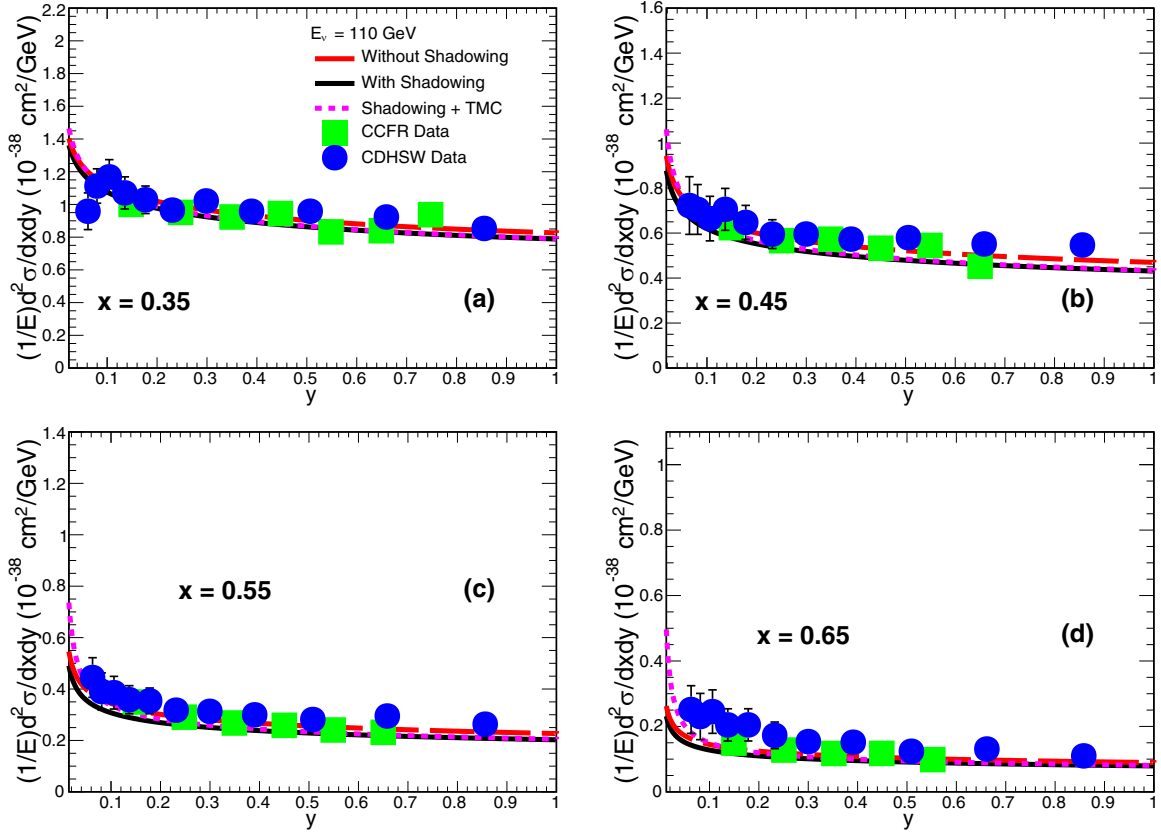 2.2
2
1.8
1.6
1.4
1.2
1
0.8
0.6
0.4
0.2
0
(1/E)d²σ/dxdy (10⁻³⁸ cm²/GeV)
Eᵥ = 110 GeV
Without Shadowing
With Shadowing
Shadowing + TMC
CCFR Data
CDHSW Data
x = 0.35
(a)
0.1 0.2 0.3 0.4 0.5 0.6 0.7 0.8 0.9 1
y
1.6
1.4
1.2
1
0.8
0.6
0.4
0.2
0
(1/E)d²σ/dxdy (10⁻³⁸ cm²/GeV)
x = 0.45
(b)
0.1 0.2 0.3 0.4 0.5 0.6 0.7 0.8 0.9 1
y
1.4
1.2
1
0.8
0.6
0.4
0.2
0
(1/E)d²σ/dxdy (10⁻³⁸ cm²/GeV)
x = 0.55
(c)
0.1 0.2 0.3 0.4 0.5 0.6 0.7 0.8 0.9 1
y
1
0.8
0.6
0.4
0.2
0
(1/E)d²σ/dxdy (10⁻³⁸ cm²/GeV)
x = 0.65
(d)
0.1 0.2 0.3 0.4 0.5 0.6 0.7 0.8 0.9 1
y